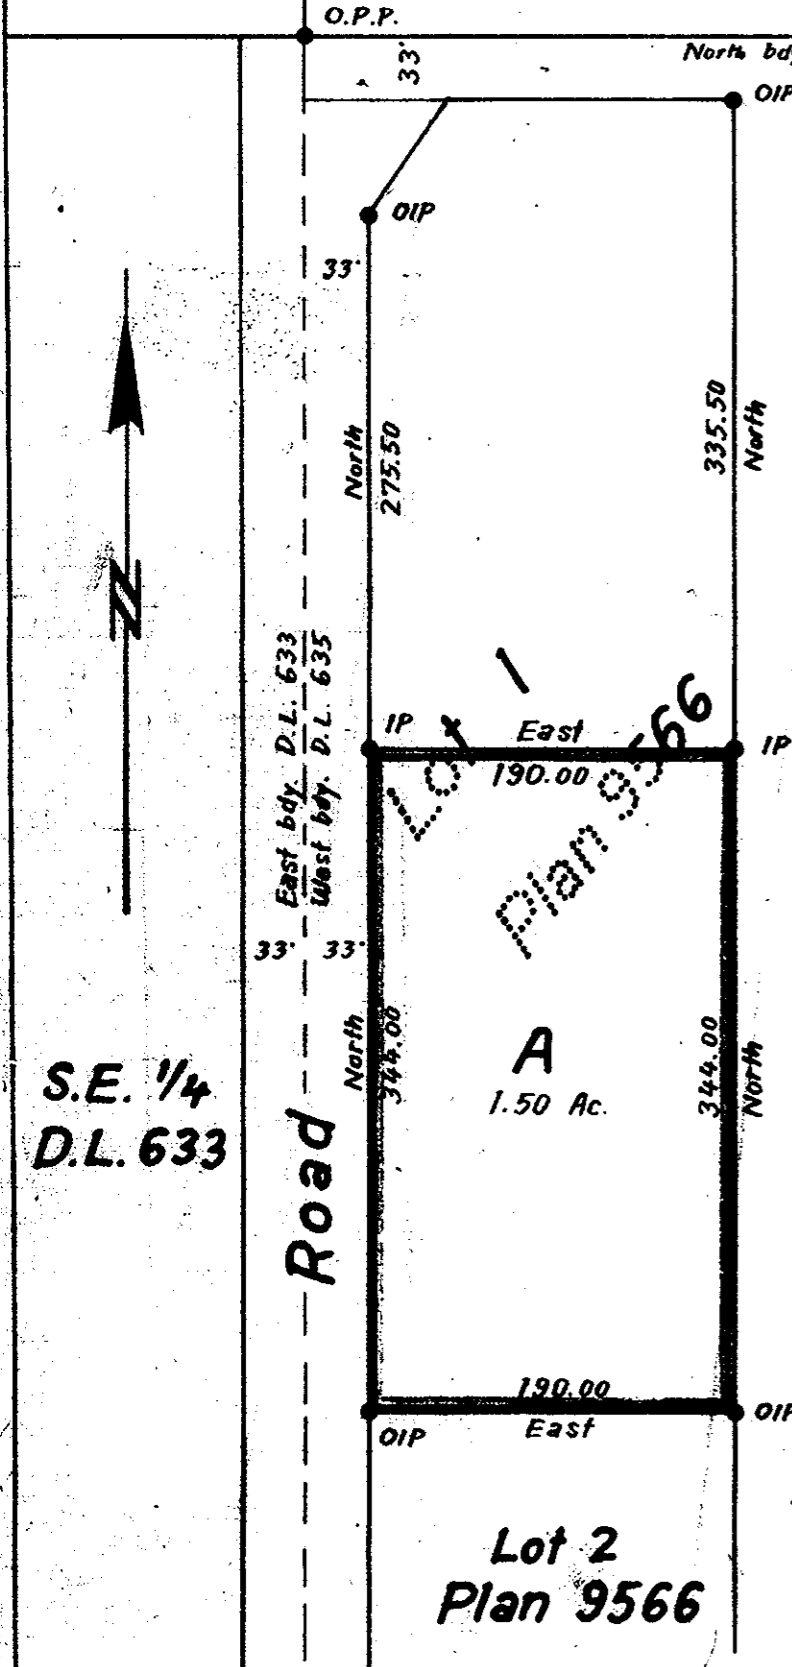 O.P.P.
North bdy
33'
OIP
OIP
33'
North
275.50
335.50
North
East bdy. D.L. 633
West bdy. D.L. 635
N
IP
East
IP
190.00
Lot 1
Plan 9566
33' 33'
North
344.00
A
1.50 Ac.
344.00
North
S.E. 1/4
D.L. 633
Road
190.00
OIP
East
OIP
Lot 2
Plan 9566